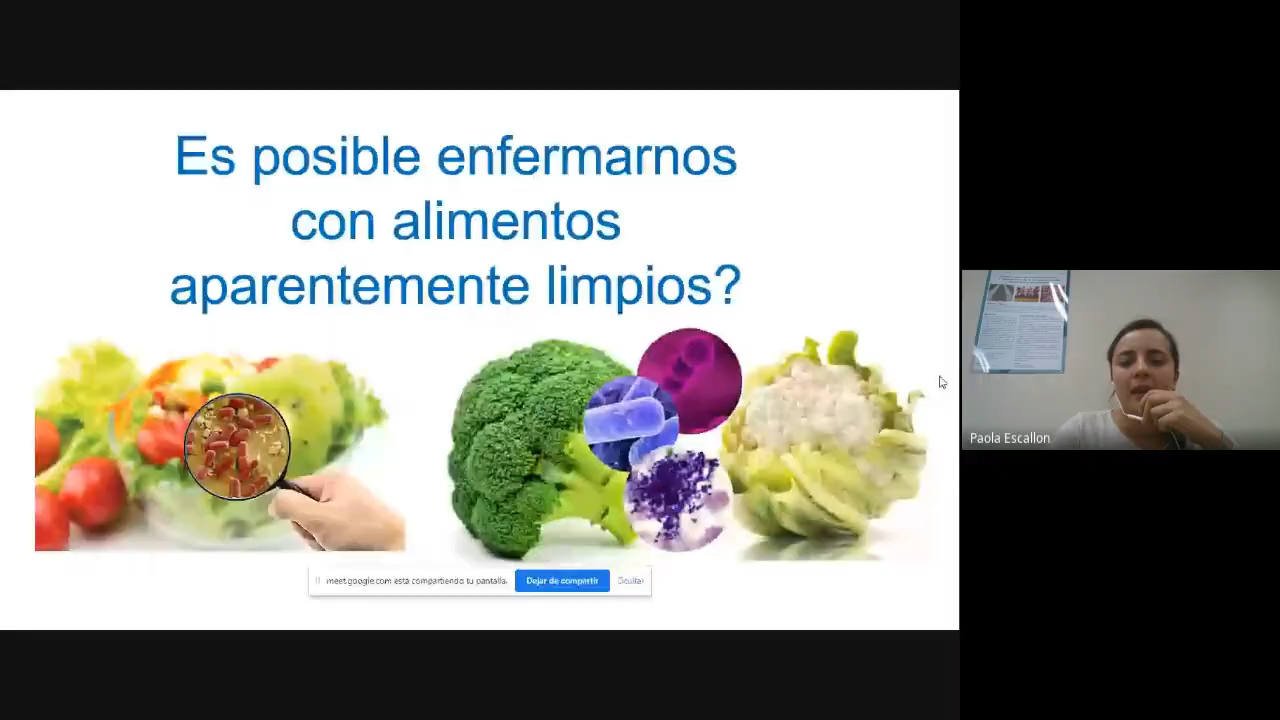 Es posible enfermarnos
con alimentos
aparentemente limpios?
meet.google.com está compartiendo tu pantalla.
Dejar de compartir
Ocultar
Paola Escallon